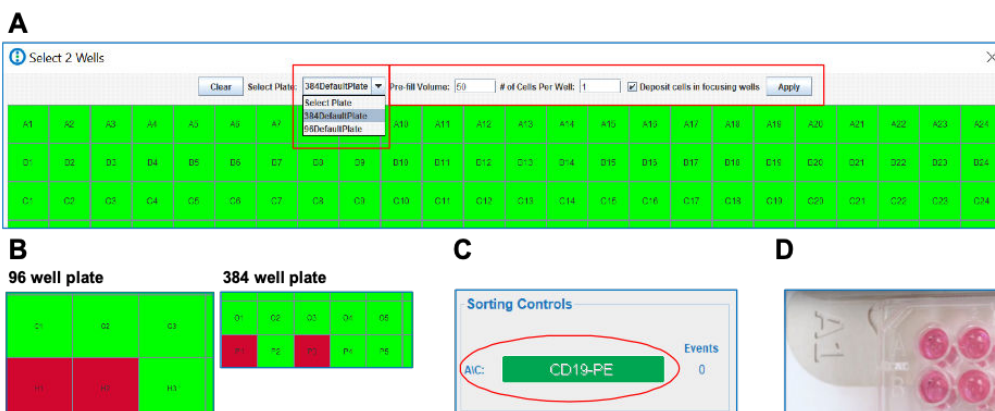 A
Select 2 Wells
Clear Select Plate: 384DefaultPlate Pre-fill Volume: 50 # of Cells Per Well: 1 Deposit cells in focusing wells Apply
Select Plate
384DefaultPlate
96DefaultPlate
A1 A2 A3 A4 A5 A6 A7 A10 A11 A12 A13 A14 A15 A16 A17 A18 A19 A20 A21 A22 A23 A24
B1 B2 B3 B4 B5 B6 B7 B8 B9 B10 B11 B12 B13 B14 B15 B16 B17 B18 B19 B20 B21 B22 B23 B24
C1 C2 C3 C4 C5 C6 C7 C8 C9 C10 C11 C12 C13 C14 C15 C16 C17 C18 C19 C20 C21 C22 C23 C24
B C D
96 well plate 384 well plate
G1 G2 G3
H1 H2 H3
O1 O2 O3 O4 O5
P1 P2 P3 P4 P5
Sorting Controls
Events
A\C: CD19-PE 0
A1
A
B